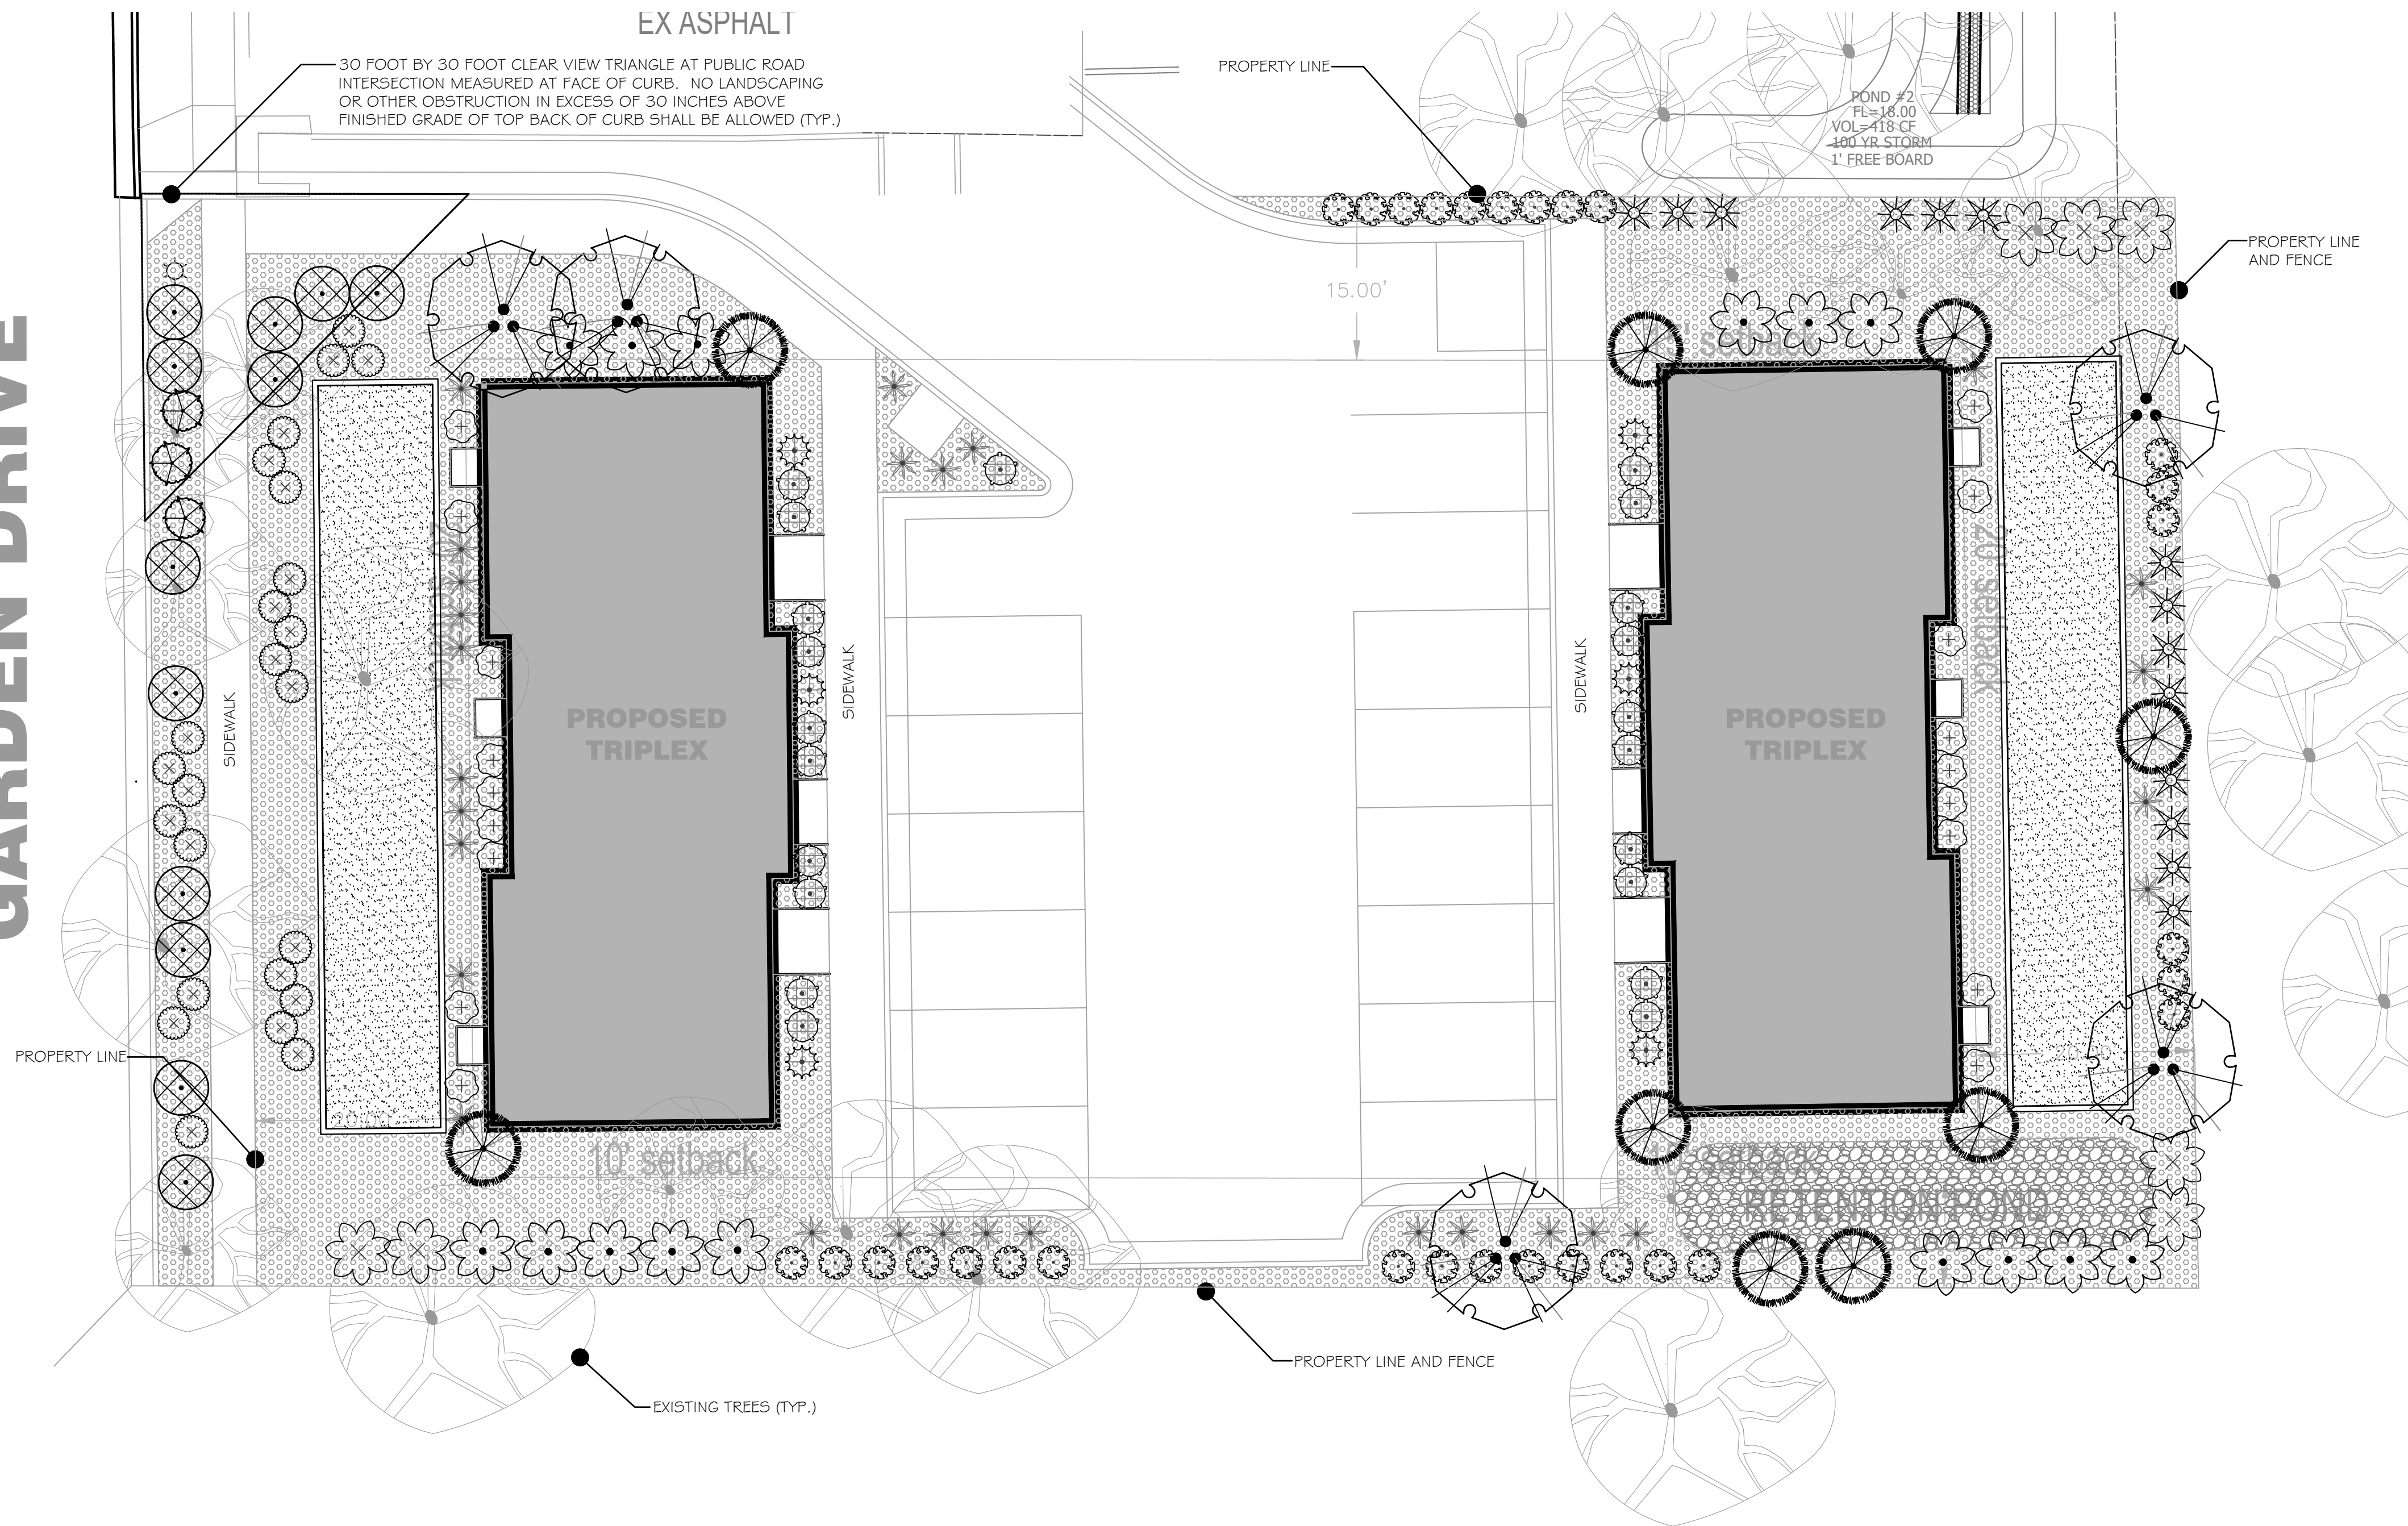 EX ASPHALT
30 FOOT BY 30 FOOT CLEAR VIEW TRIANGLE AT PUBLIC ROAD
INTERSECTION MEASURED AT FACE OF CURB. NO LANDSCAPING
OR OTHER OBSTRUCTION IN EXCESS OF 30 INCHES ABOVE
FINISHED GRADE OF TOP BACK OF CURB SHALL BE ALLOWED (TYP.)
PROPERTY LINE
POND #2
FL=18.00
VOL=418 CF
100 YR STORM
1' FREE BOARD
PROPERTY LINE
AND FENCE
15.00'
setback
GARDEN DRIVE
SIDEWALK
PROPOSED
TRIPLEX
SIDEWALK
SIDEWALK
PROPOSED
TRIPLEX
20' setback
PROPERTY LINE
10' setback
setback
RETENTION POND
PROPERTY LINE AND FENCE
EXISTING TREES (TYP.)